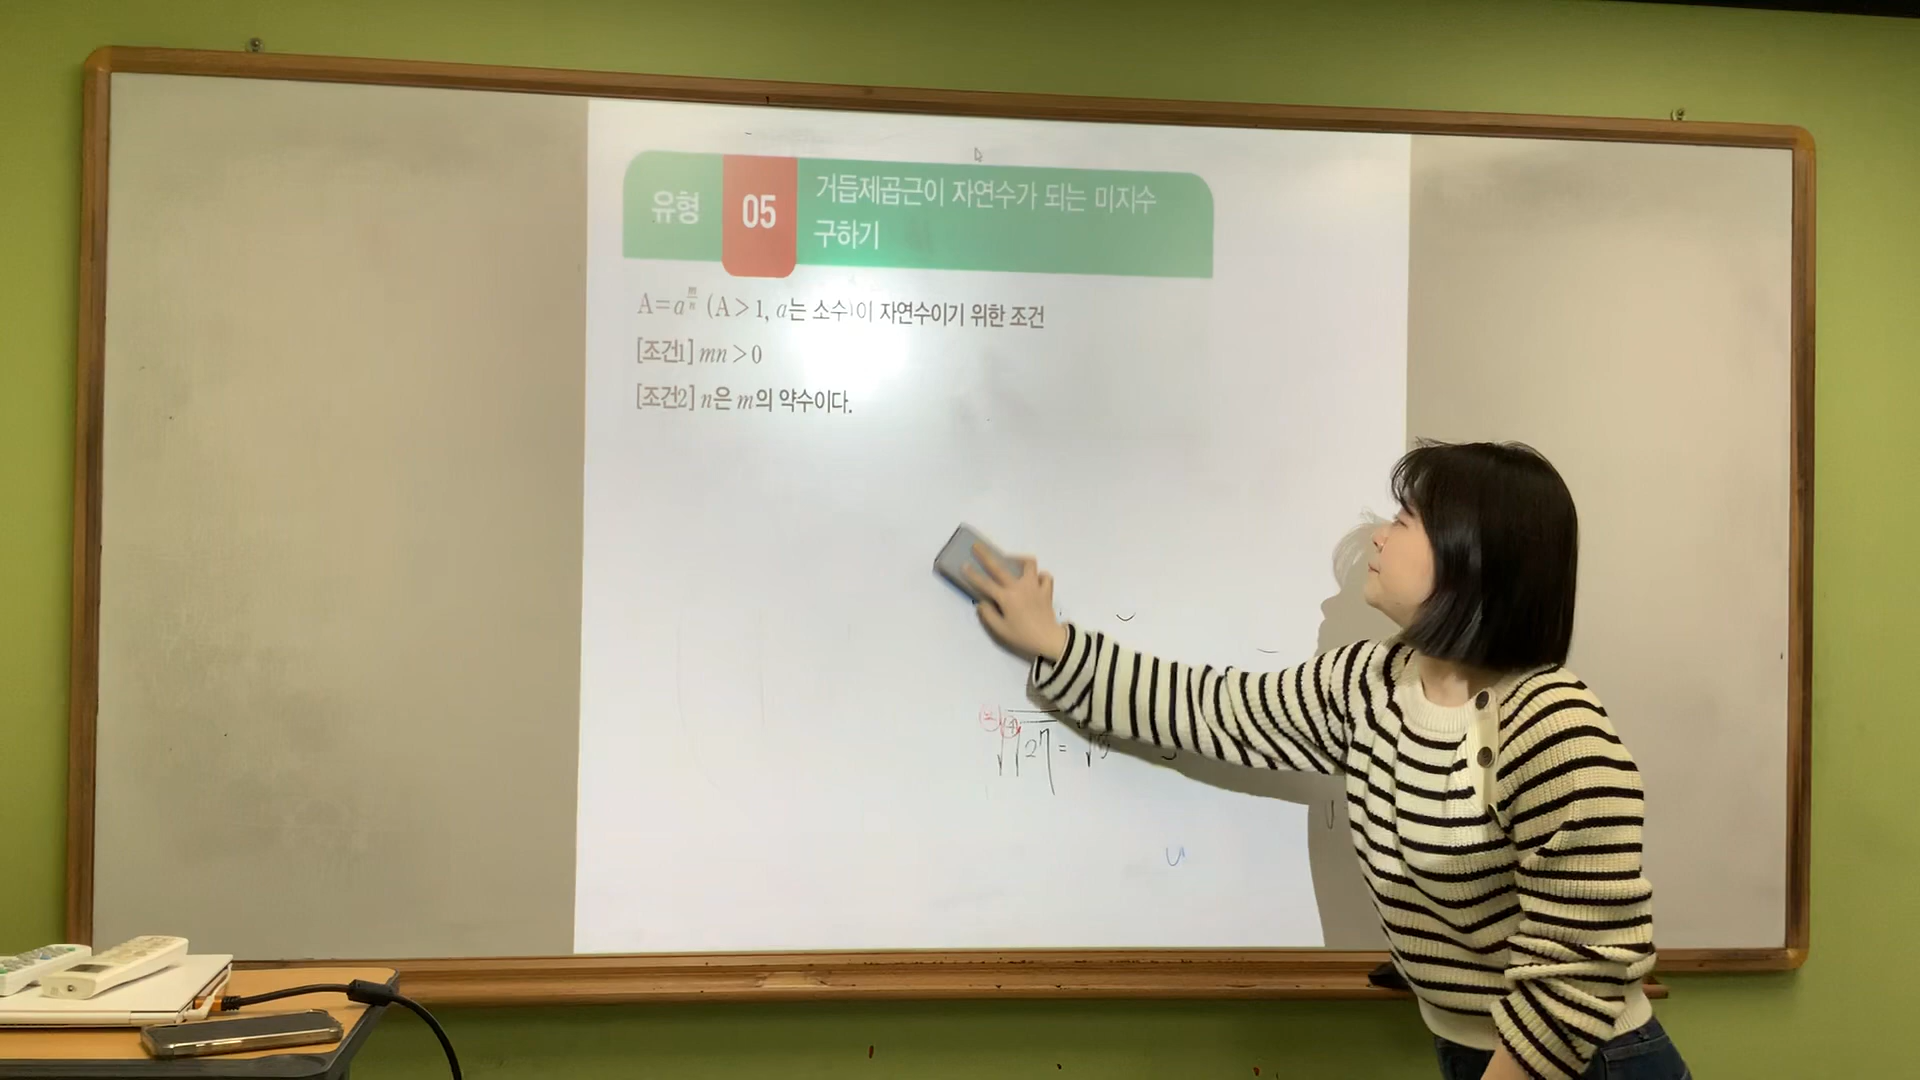 유형 05 거듭제곱근이 자연수가 되는 미지수
구하기
A=a^{m/n} (A>1, a는 소수)이 자연수이기 위한 조건
[조건1] mn>0
[조건2] n은 m의 약수이다.